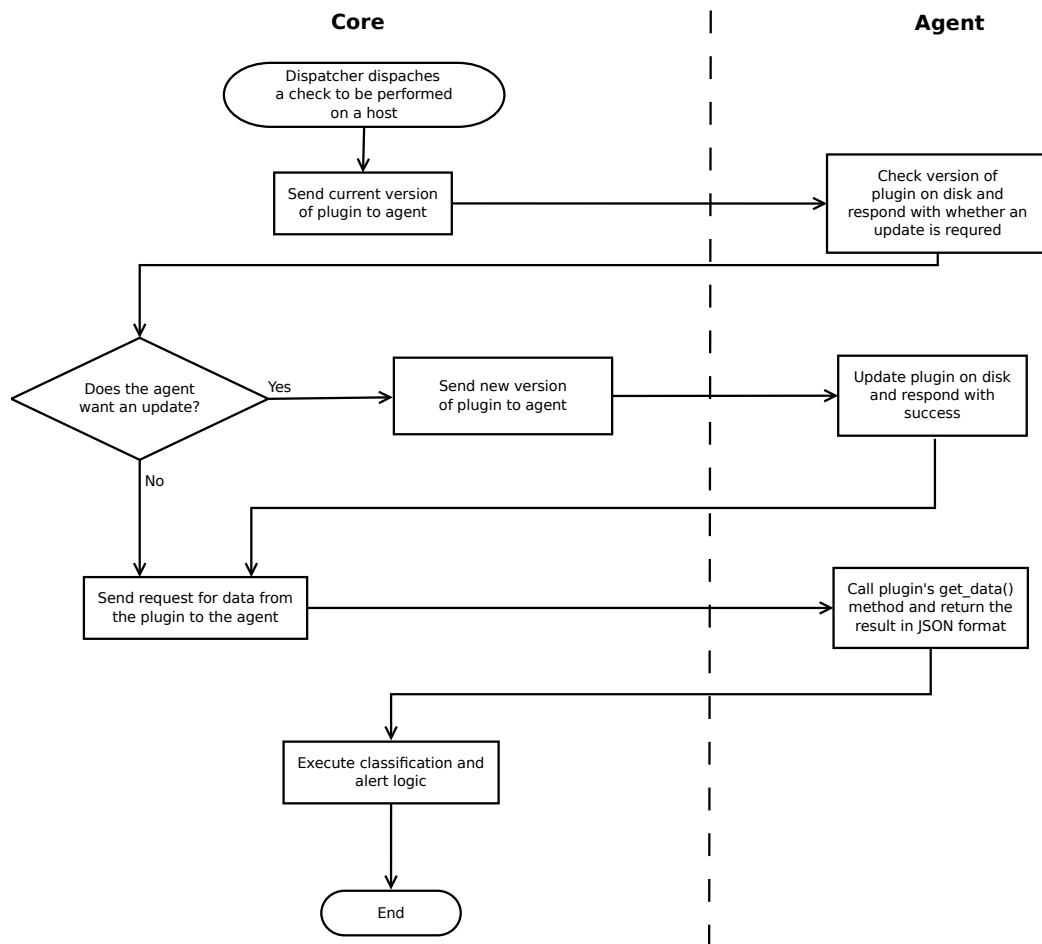 Core
Agent
Dispatcher dispaches
a check to be performed
on a host
Send current version
of plugin to agent
Check version of
plugin on disk and
respond with whether an
update is requred
Does the agent
want an update?
Yes
Send new version
of plugin to agent
Update plugin on disk
and respond with
success
No
Send request for data from
the plugin to the agent
Call plugin's get_data()
method and return the
result in JSON format
Execute classification and
alert logic
End